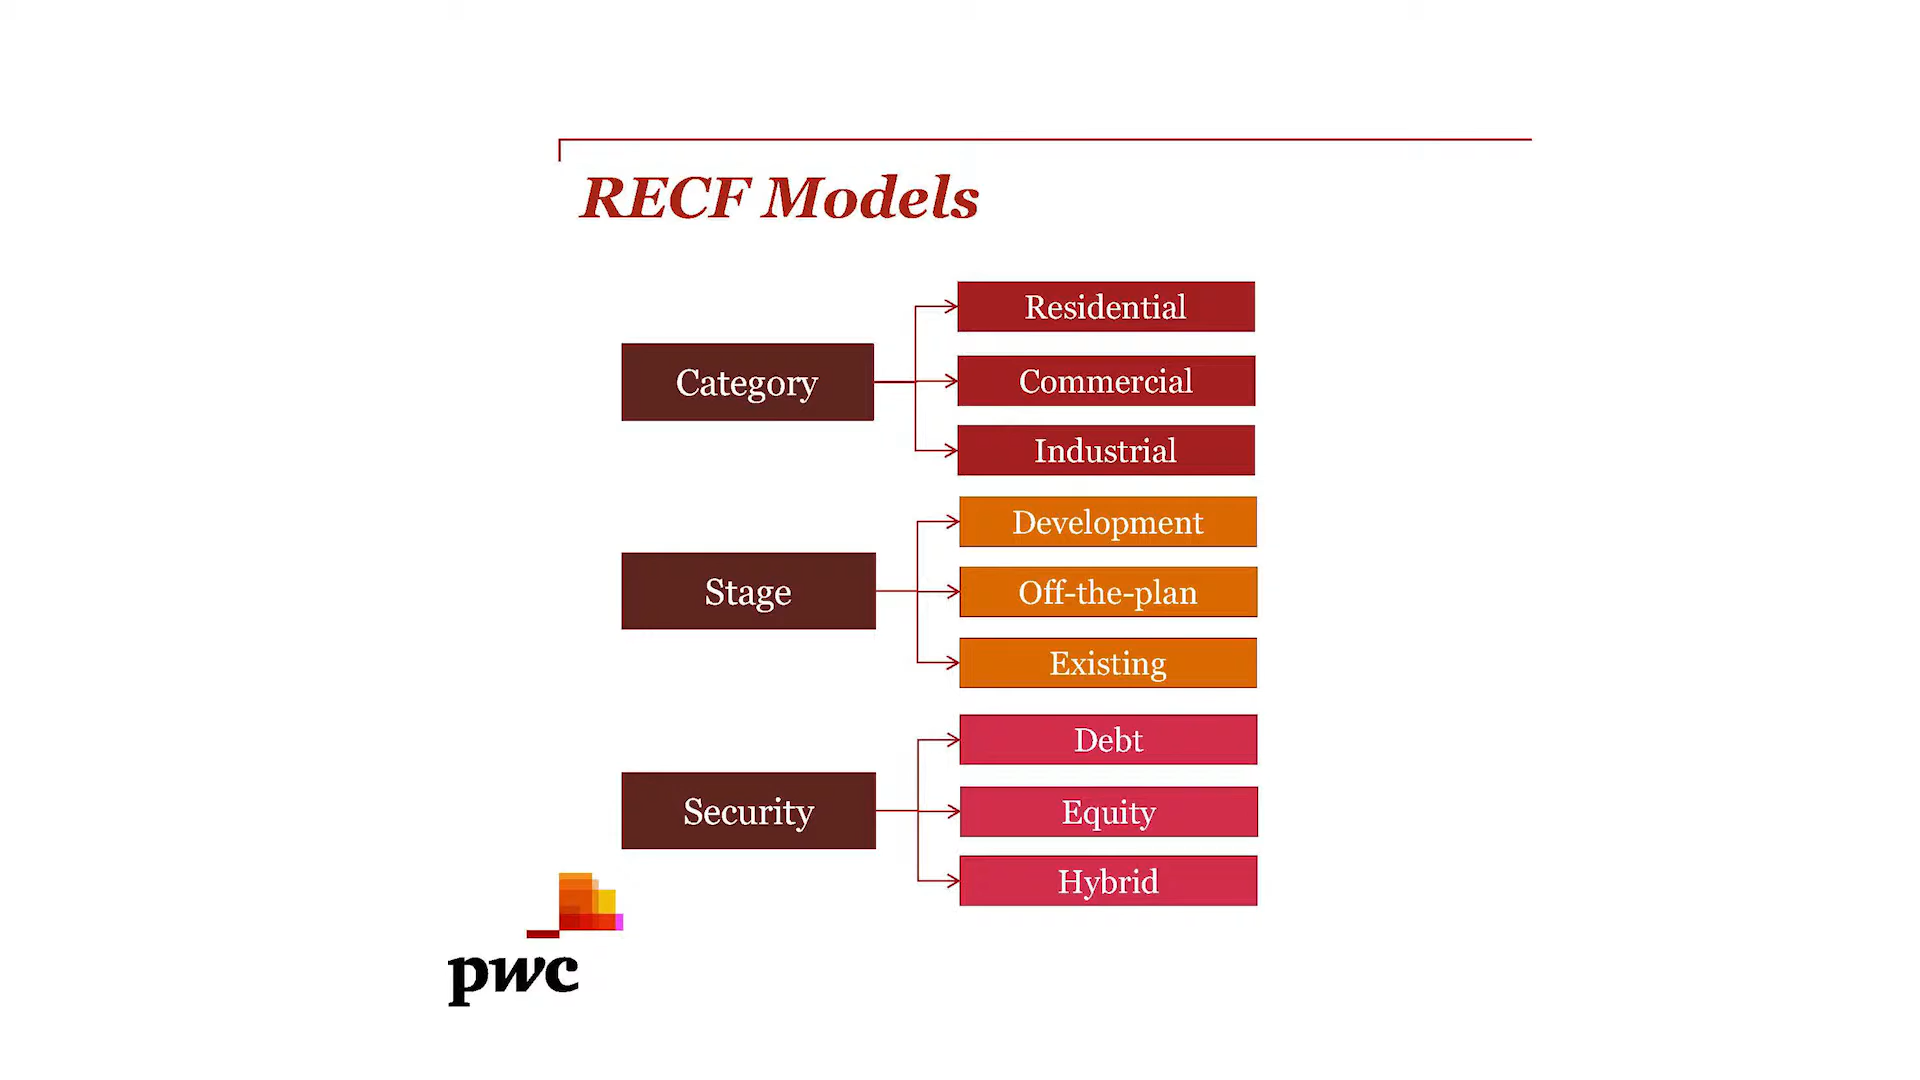 RECF Models
Category
Residential
Commercial
Industrial
Stage
Development
Off-the-plan
Existing
Security
Debt
Equity
Hybrid
pwc